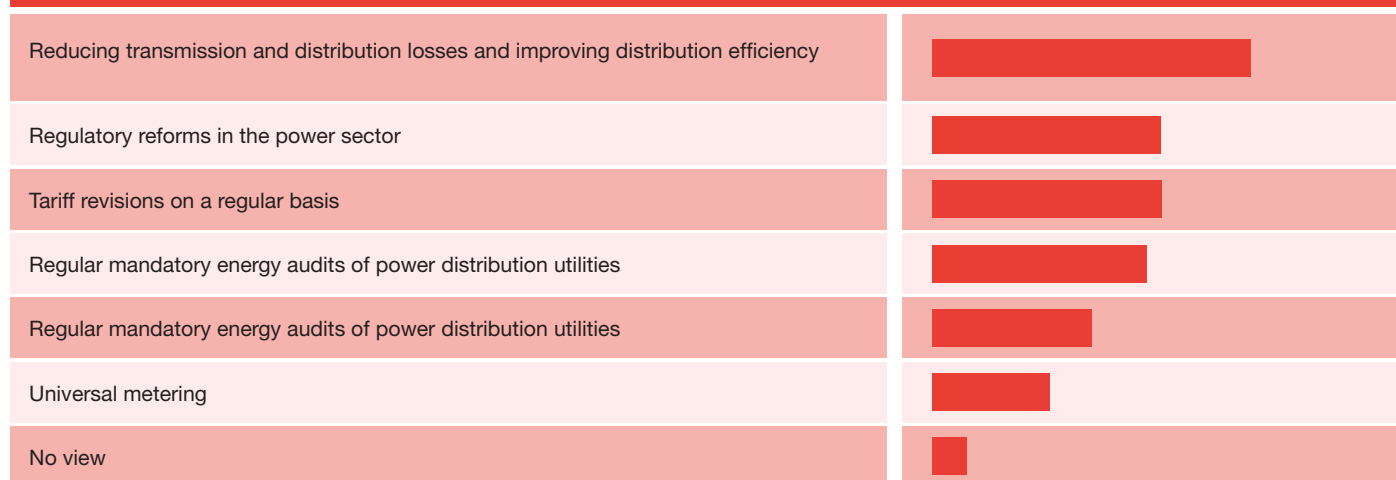 Reducing transmission and distribution losses and improving distribution efficiency
Regulatory reforms in the power sector
Tariff revisions on a regular basis
Regular mandatory energy audits of power distribution utilities
Regular mandatory energy audits of power distribution utilities
Universal metering
No view